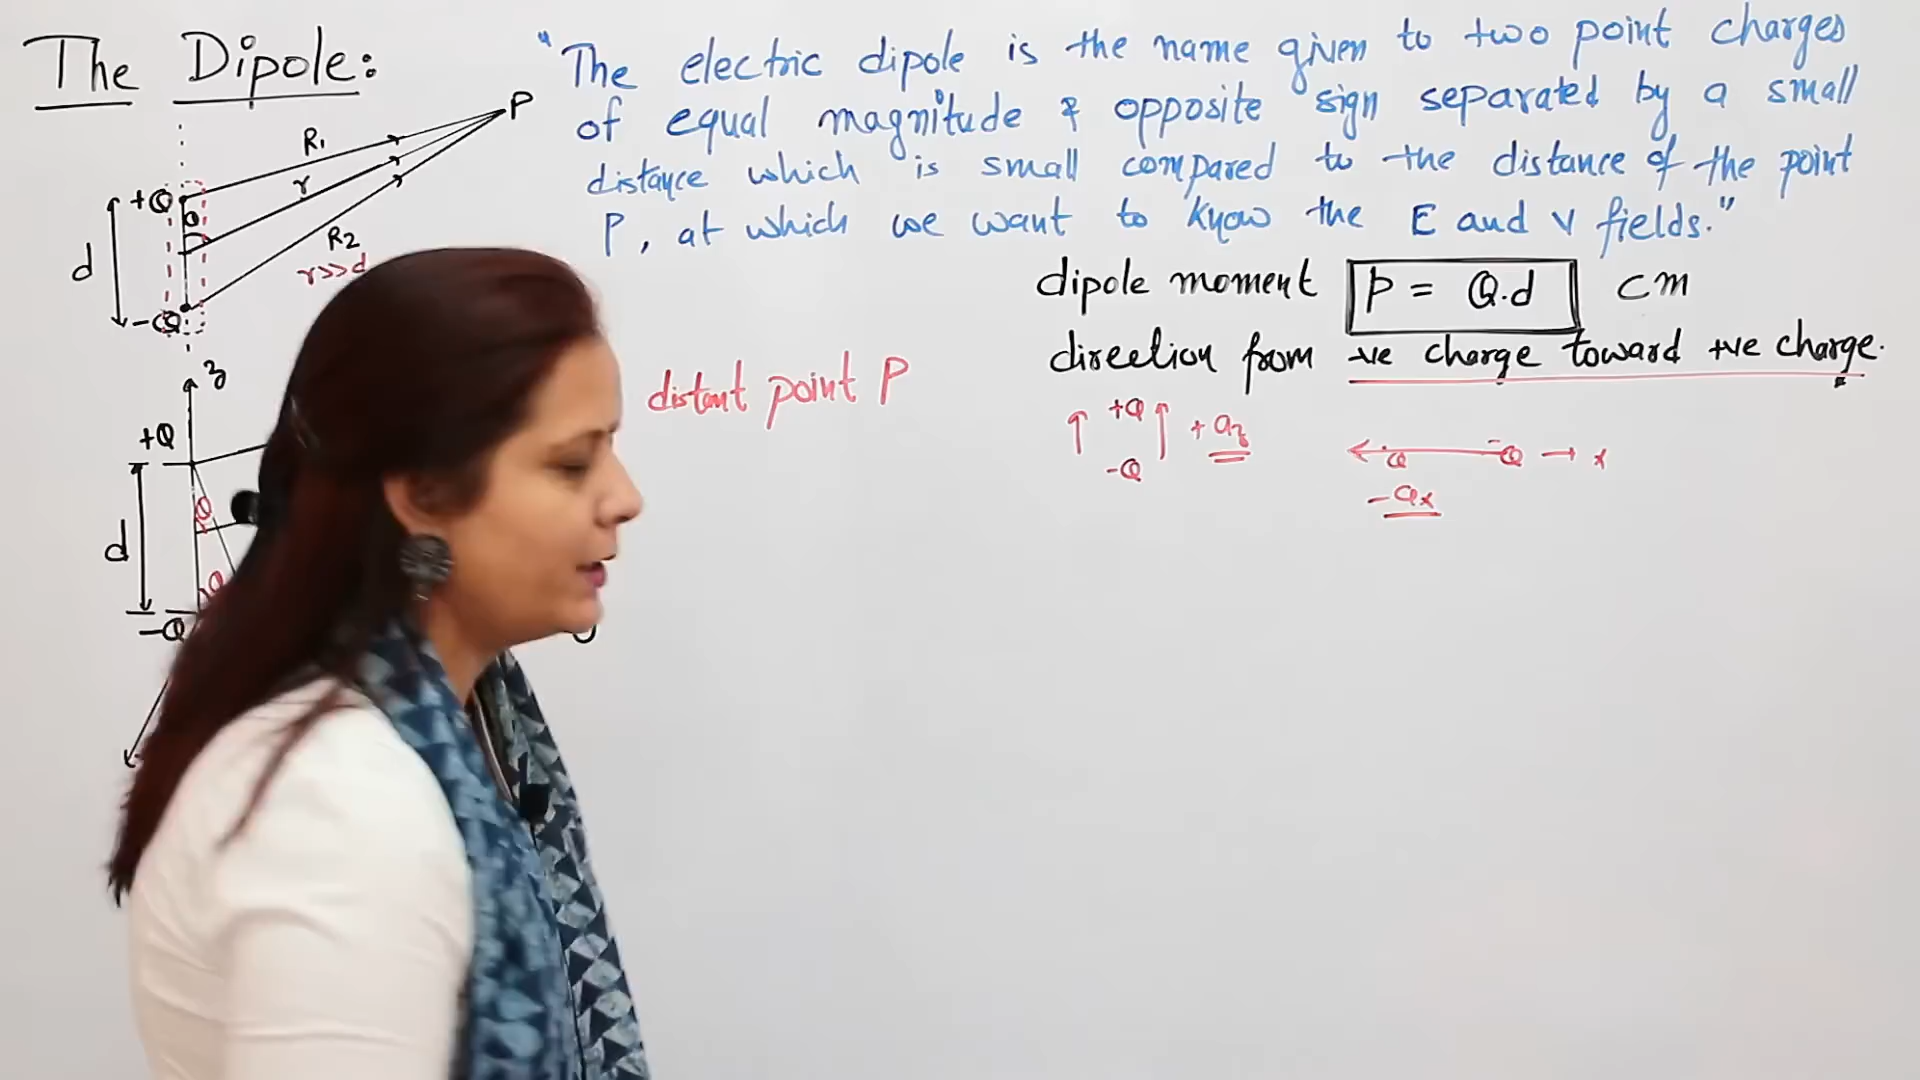 The Dipole:
"The electric dipole is the name given to two point charges
of equal magnitude & opposite sign separated by a small
distance which is small compared to the distance of the point
P, at which we want to know the E and V fields."
P
R1
r
+Q
θ
d
R2
r>>d
-Q
dipole moment p = Q.d cm
direction from -ve charge toward +ve charge.
distant point P
z
+Q
+Q
+ az
-Q
Q
-Q
x
-ax
θ
d
θ
-Q